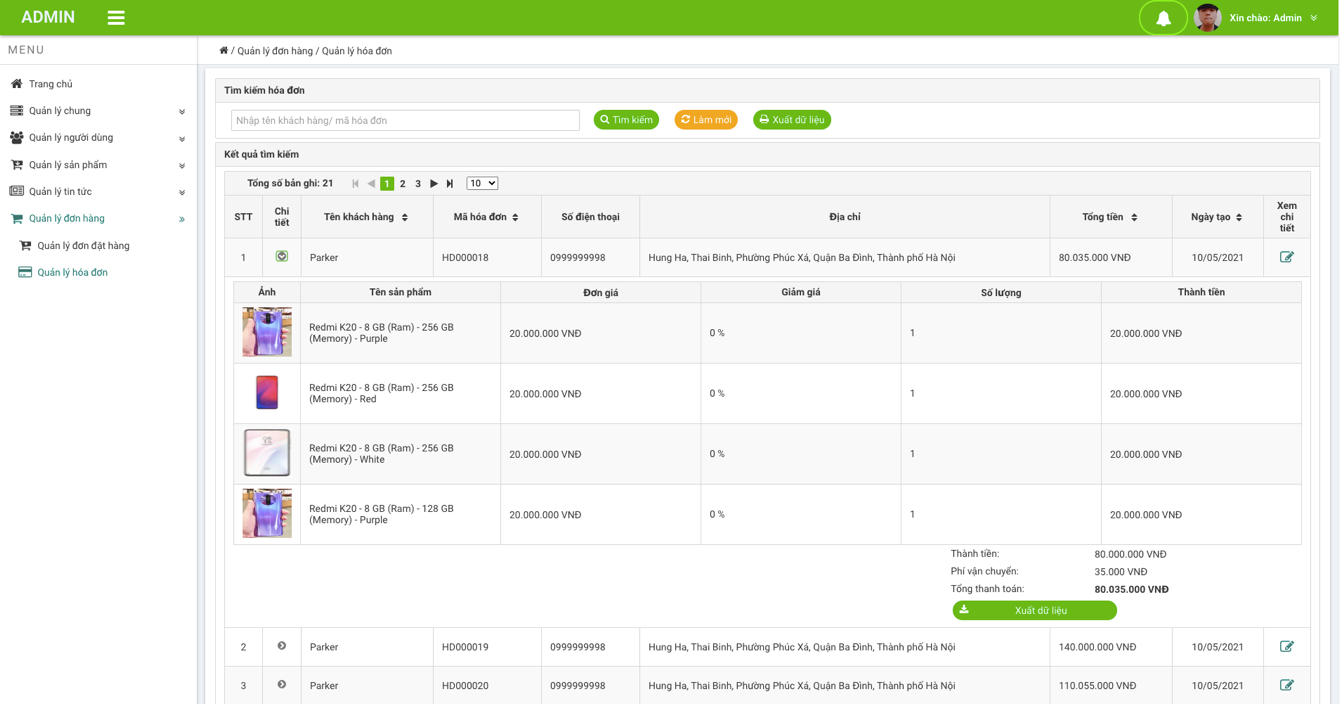 ADMIN
Xin chào: Admin
MENU
/ Quản lý đơn hàng / Quản lý hóa đơn
Trang chủ
Quản lý chung
Quản lý người dùng
Quản lý sản phẩm
Quản lý tin tức
Quản lý đơn hàng
Quản lý đơn đặt hàng
Quản lý hóa đơn
Tìm kiếm hóa đơn
Nhập tên khách hàng/ mã hóa đơn
Tìm kiếm
Làm mới
Xuất dữ liệu
Kết quả tìm kiếm
Tổng số bản ghi: 21 1 2 3 10
STT Chi tiết Tên khách hàng Mã hóa đơn Số điện thoại Địa chỉ Tổng tiền Ngày tạo Xem chi tiết
1 Parker HD000018 0999999998 Hung Ha, Thai Binh, Phường Phúc Xá, Quận Ba Đình, Thành phố Hà Nội 80.035.000 VNĐ 10/05/2021
Ảnh Tên sản phẩm Đơn giá Giảm giá Số lượng Thành tiền
Redmi K20 - 8 GB (Ram) - 256 GB
(Memory) - Purple
20.000.000 VNĐ 0 % 1 20.000.000 VNĐ
Redmi K20 - 8 GB (Ram) - 256 GB
(Memory) - Red
20.000.000 VNĐ 0 % 1 20.000.000 VNĐ
Redmi K20 - 8 GB (Ram) - 256 GB
(Memory) - White
20.000.000 VNĐ 0 % 1 20.000.000 VNĐ
Redmi K20 - 8 GB (Ram) - 128 GB
(Memory) - Purple
20.000.000 VNĐ 0 % 1 20.000.000 VNĐ
Thành tiền: 80.000.000 VNĐ
Phí vận chuyển: 35.000 VNĐ
Tổng thanh toán: 80.035.000 VNĐ
Xuất dữ liệu
2 Parker HD000019 0999999998 Hung Ha, Thai Binh, Phường Phúc Xá, Quận Ba Đình, Thành phố Hà Nội 140.000.000 VNĐ 10/05/2021
3 Parker HD000020 0999999998 Hung Ha, Thai Binh, Phường Phúc Xá, Quận Ba Đình, Thành phố Hà Nội 110.055.000 VNĐ 10/05/2021